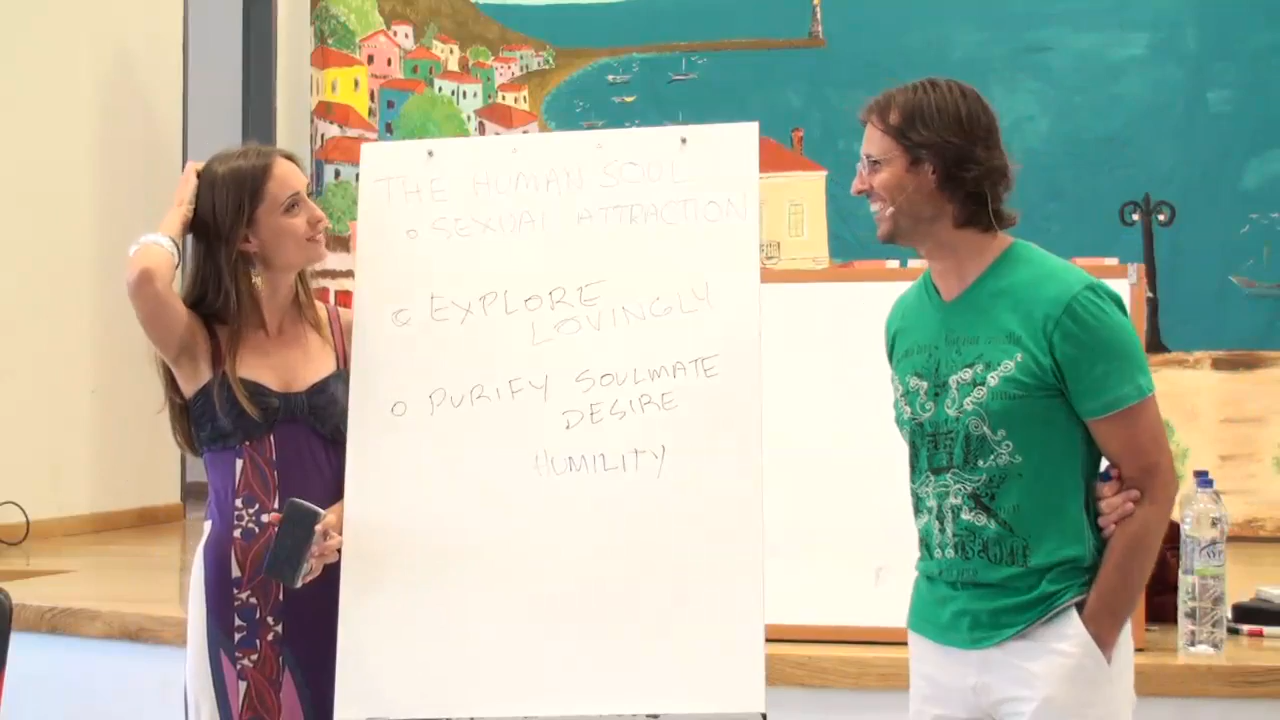 THE HUMAN SOUL
o SEXUAL ATTRACTION
o EXPLORE
LOVINGLY
o PURIFY SOULMATE
DESIRE
HUMILITY